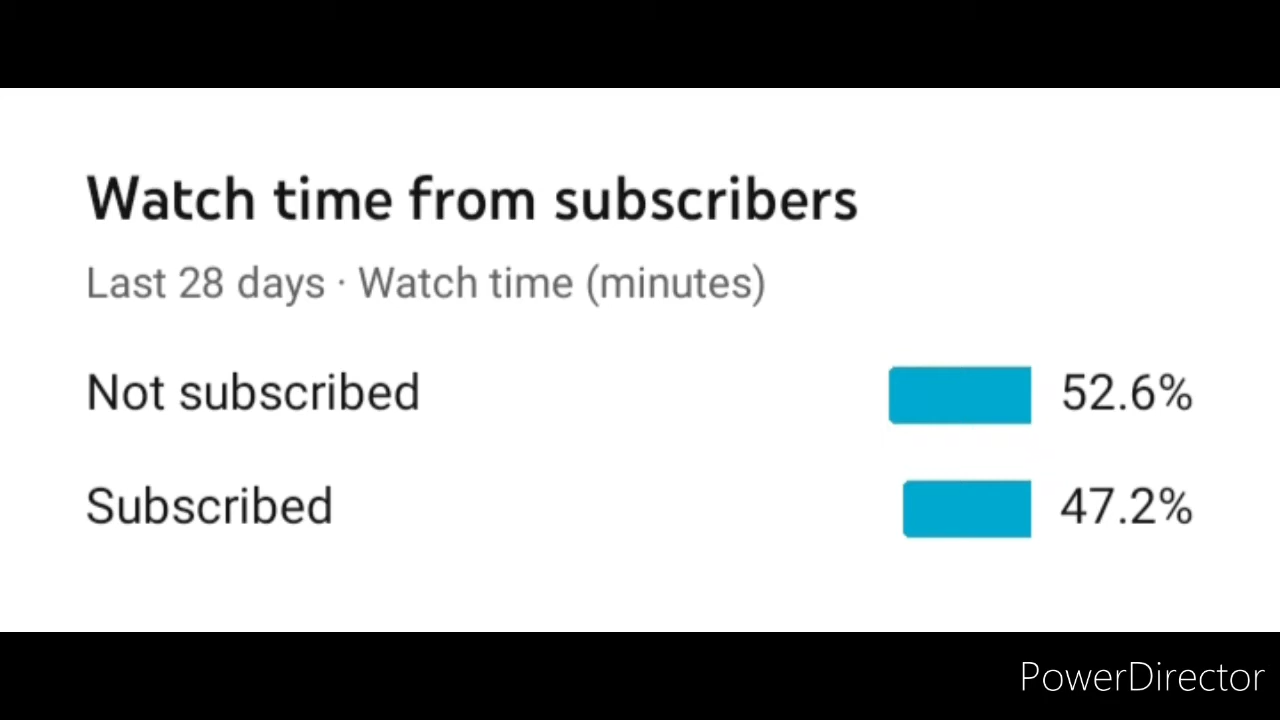 Watch time from subscribers
Last 28 days · Watch time (minutes)
Not subscribed 52.6%
Subscribed 47.2%
PowerDirector